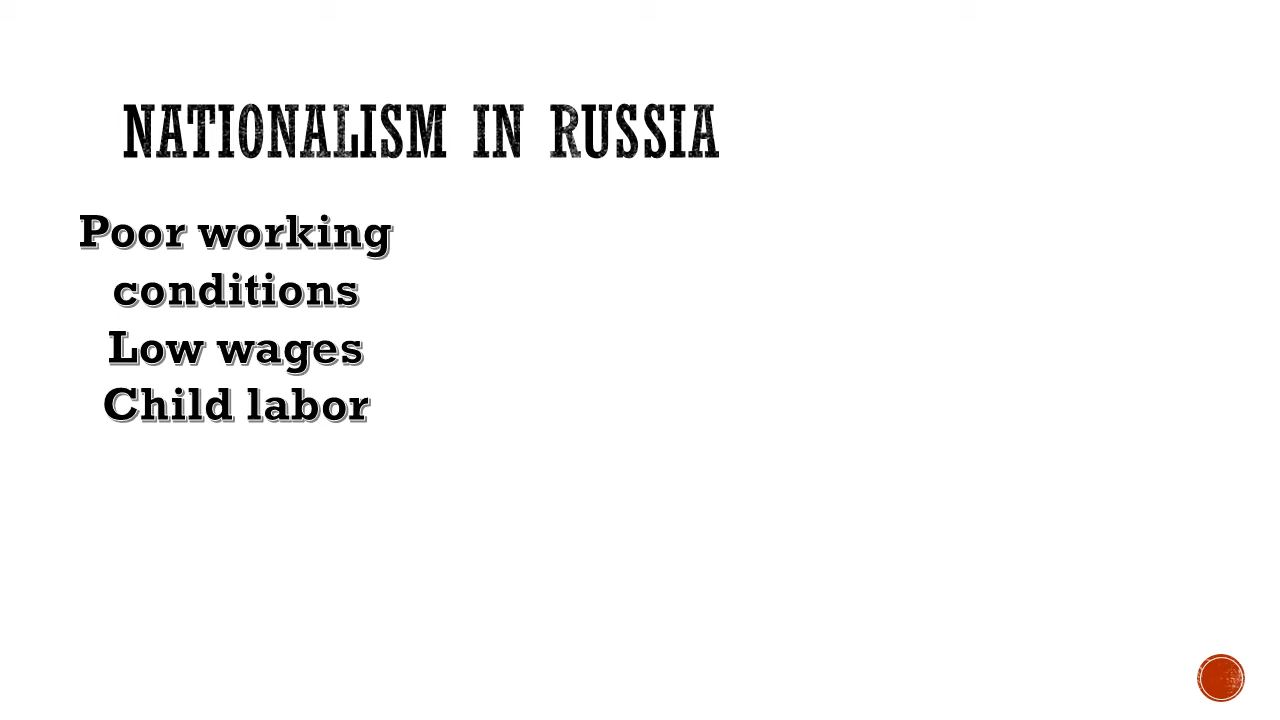 NATIONALISM IN RUSSIA
Poor working
conditions
Low wages
Child labor